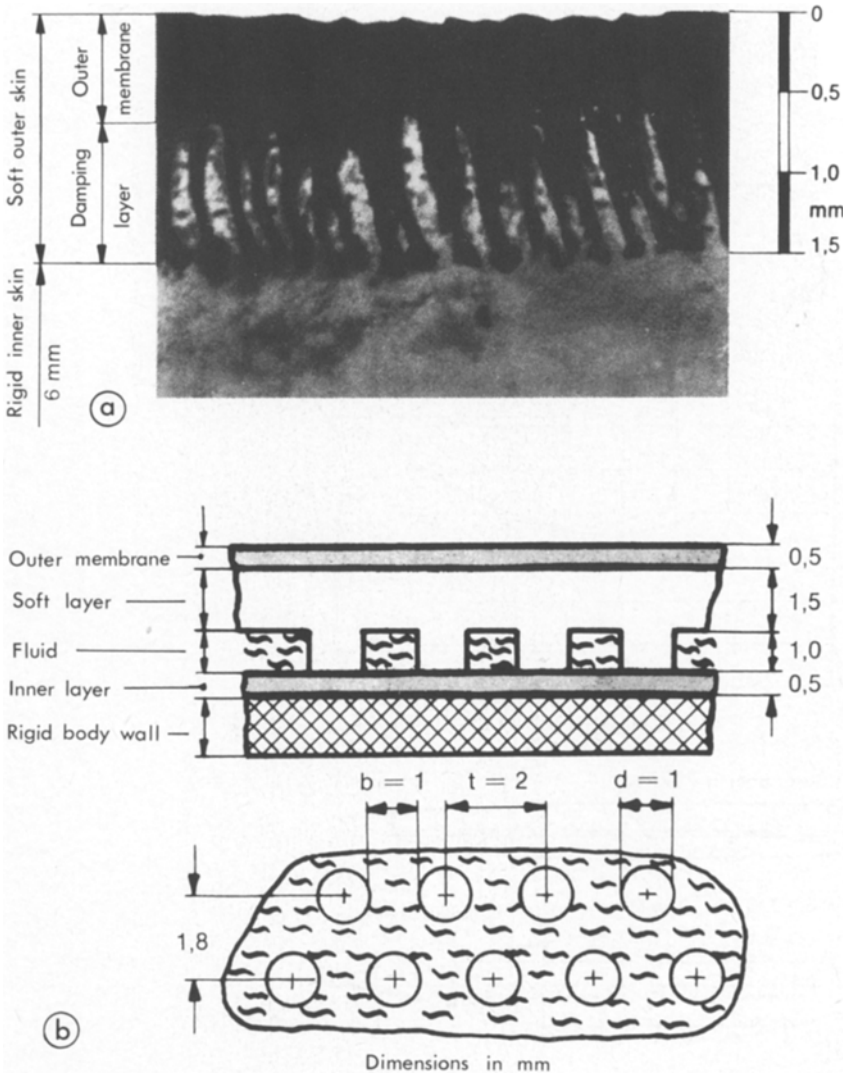 Soft outer skin
Damping layer
Outer membrane
Rigid inner skin
6 mm
a
0
0,5
1,0
mm
1,5
Outer membrane
Soft layer
Fluid
Inner layer
Rigid body wall
0,5
1,5
1,0
0,5
b = 1
t = 2
d = 1
1,8
b
Dimensions in mm